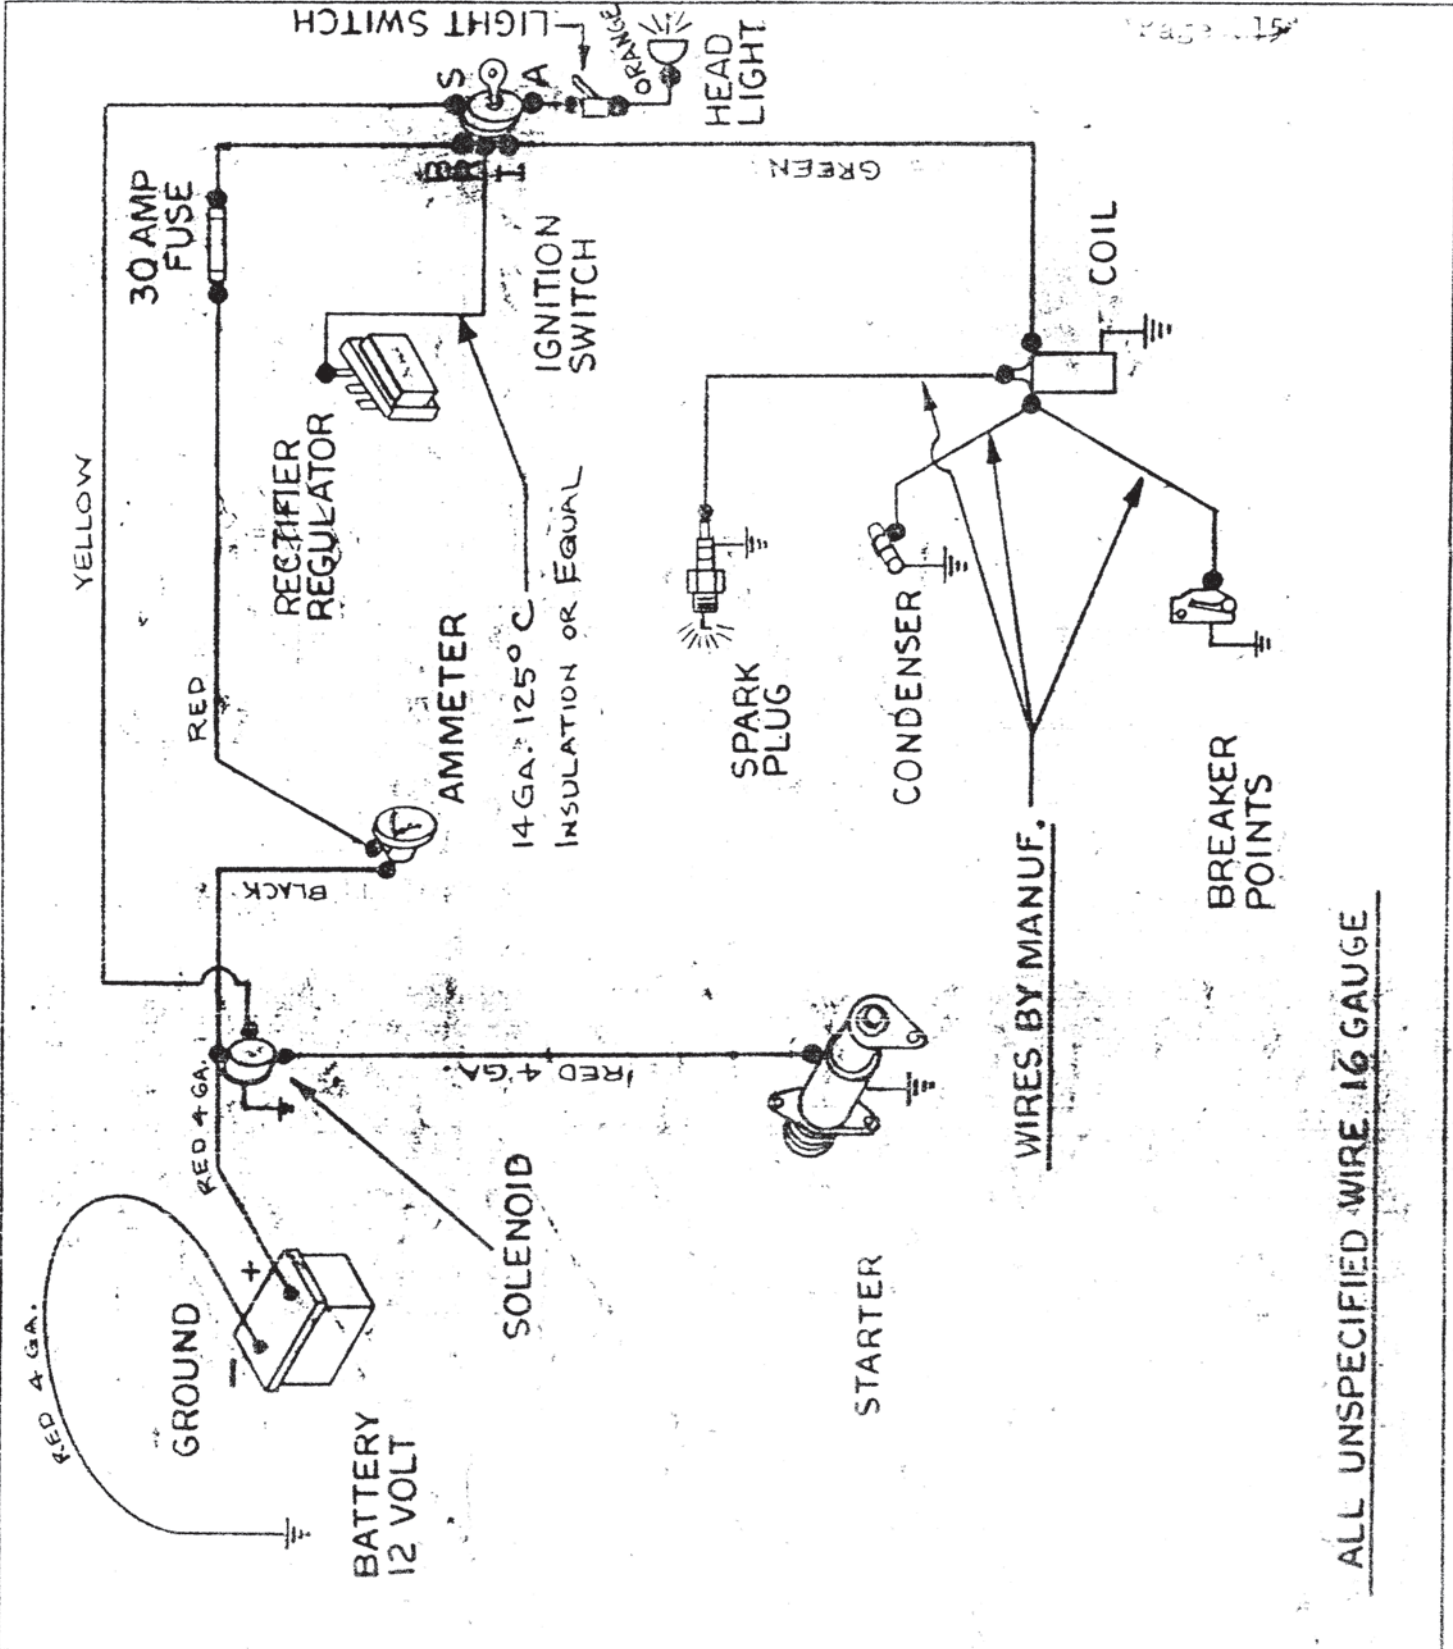 Page 15
LIGHT SWITCH
ORANGE
HEAD
LIGHT
S
A
B
R
I
GREEN
30 AMP
FUSE
YELLOW
RED
RECTIFIER
REGULATOR
IGNITION
SWITCH
COIL
AMMETER
14 GA. 125° C
INSULATION OR EQUAL
SPARK
PLUG
CONDENSER
BREAKER
POINTS
BLACK
WIRES BY MANUF.
RED 4 GA.
RED 4 GA.
SOLENOID
STARTER
RED 4 GA.
GROUND
+
−
BATTERY
12 VOLT
ALL UNSPECIFIED WIRE 16 GAUGE